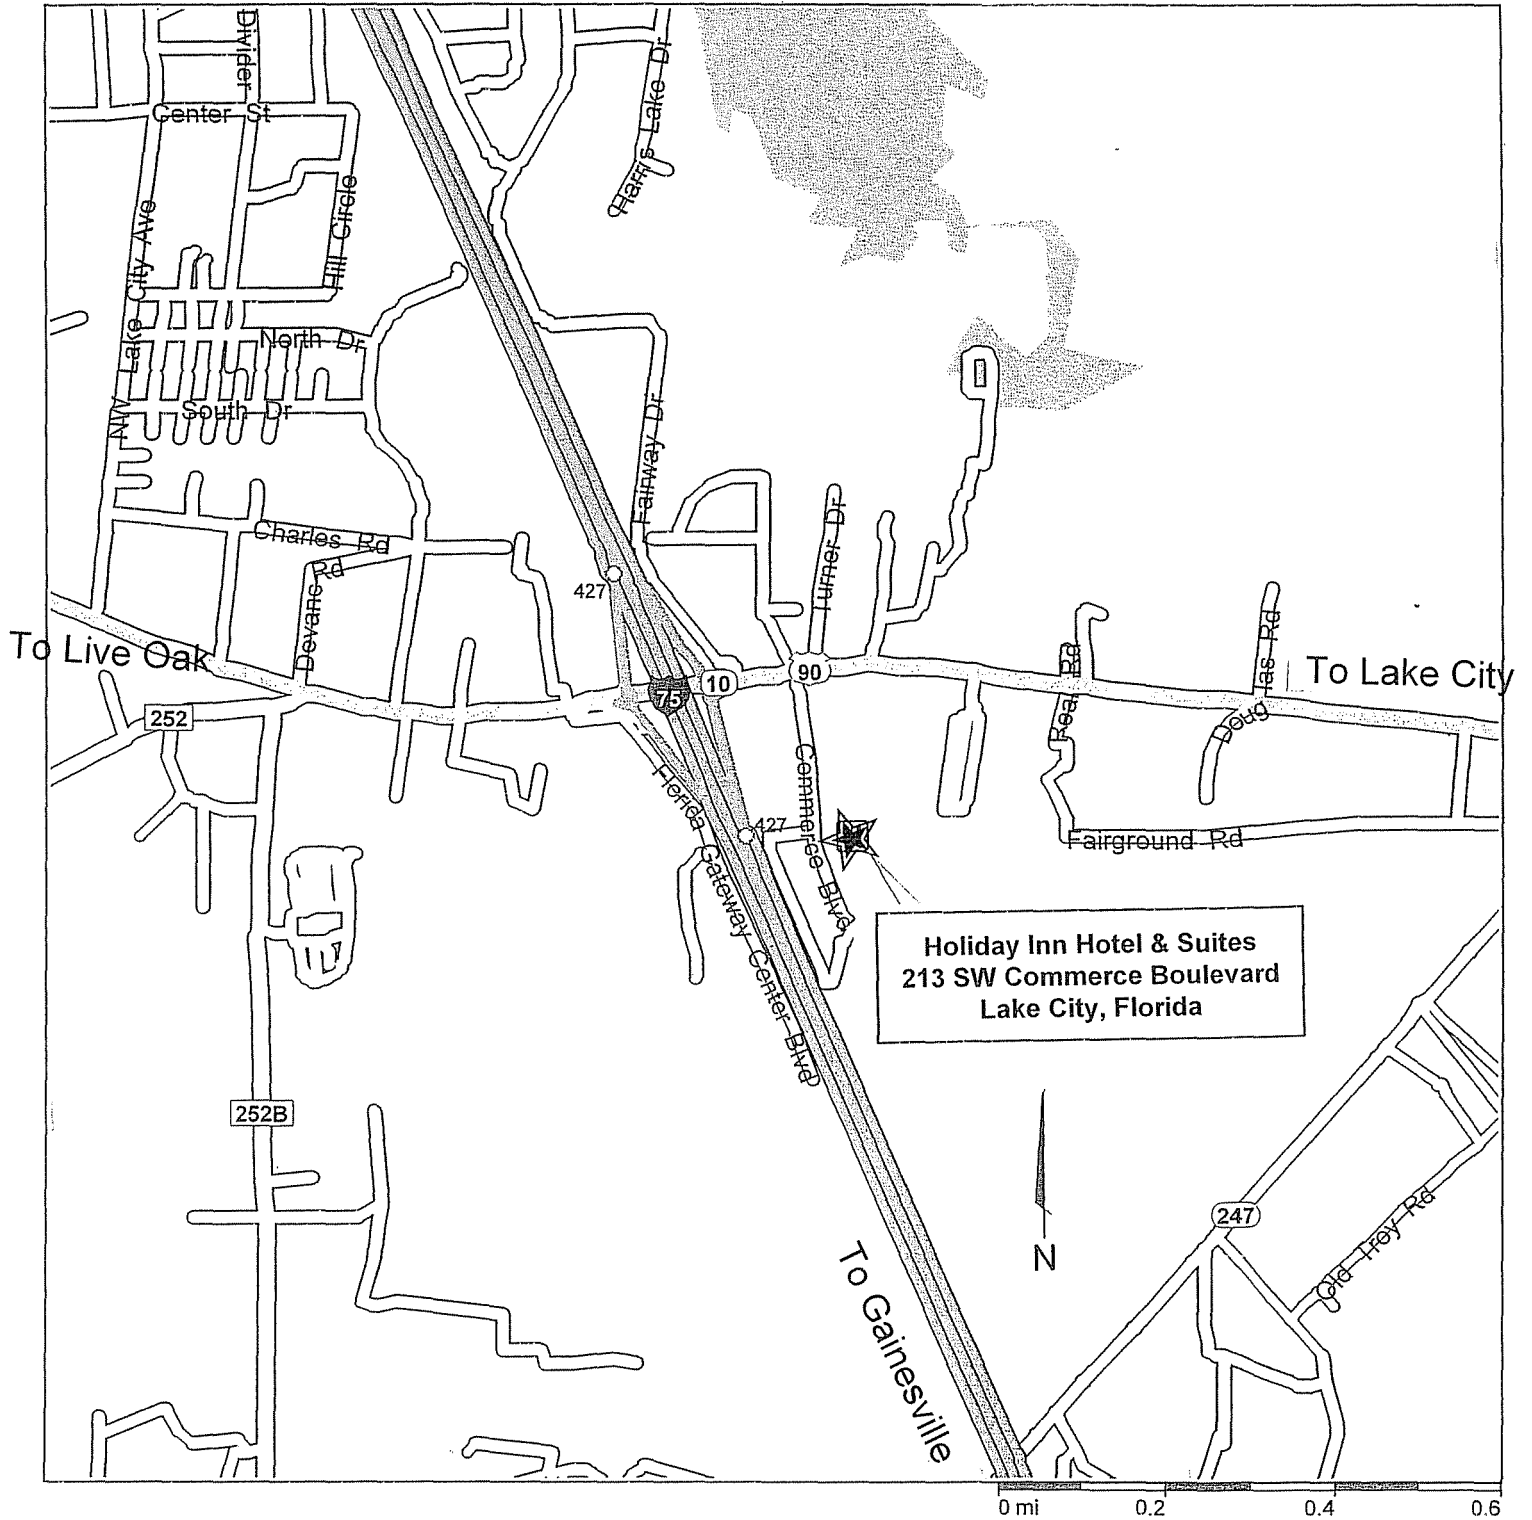 Divider
Center St
Harris Lake Dr
Hill Circle
NW Lake City Ave
North Dr
South Dr
Fairway Dr
Turner Dr
Charles Rd
Devane Rd
427
To Live Oak
252
75
10
90
Real Rd
Douglas Rd
To Lake City
Commerce Blvd
Florida Gateway Center Blvd
427
Fairground Rd
Holiday Inn Hotel & Suites
213 SW Commerce Boulevard
Lake City, Florida
252B
N
247
Old Troy Rd
To Gainesville
0 mi 0.2 0.4 0.6